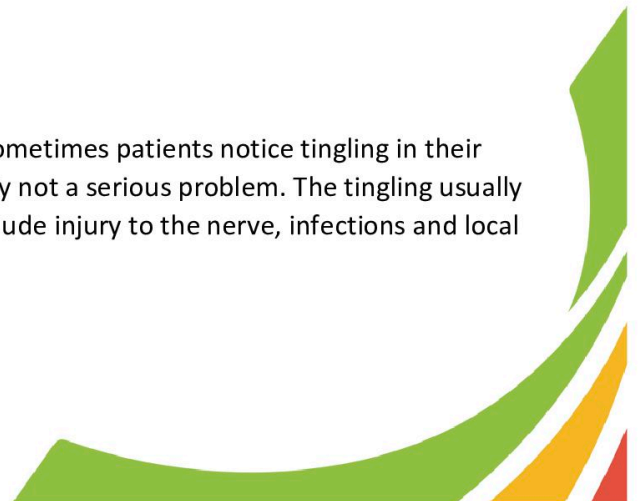 ometimes patients notice tingling in their
y not a serious problem. The tingling usually
ude injury to the nerve, infections and local